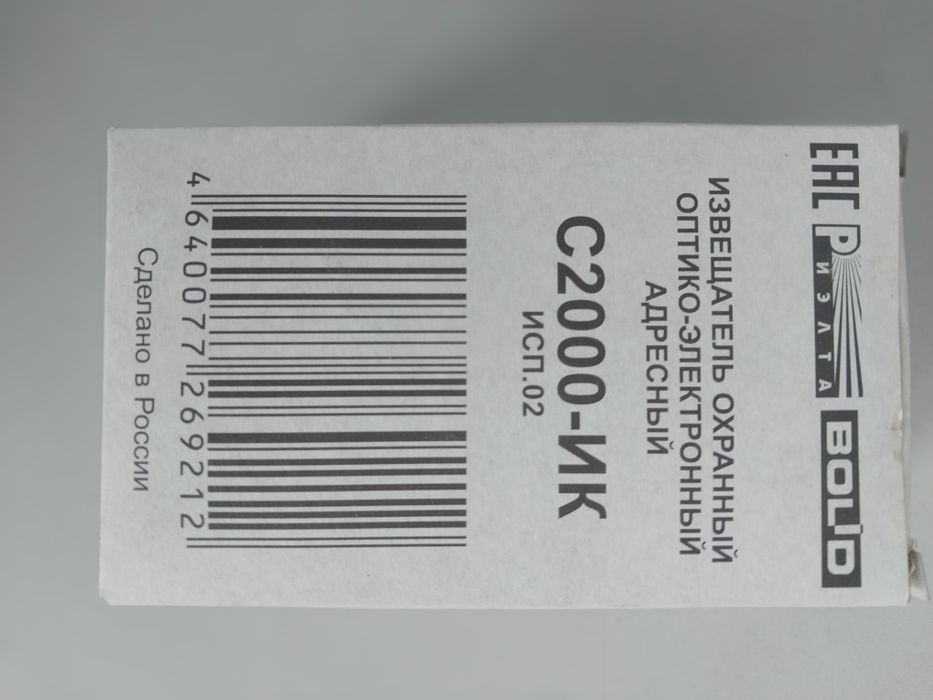 EAC РИЭЛТА BOLID
ИЗВЕЩАТЕЛЬ ОХРАННЫЙ
ОПТИКО-ЭЛЕКТРОННЫЙ
АДРЕСНЫЙ
С2000-ИК
ИСП.02
4 640077 269212
Сделано в России